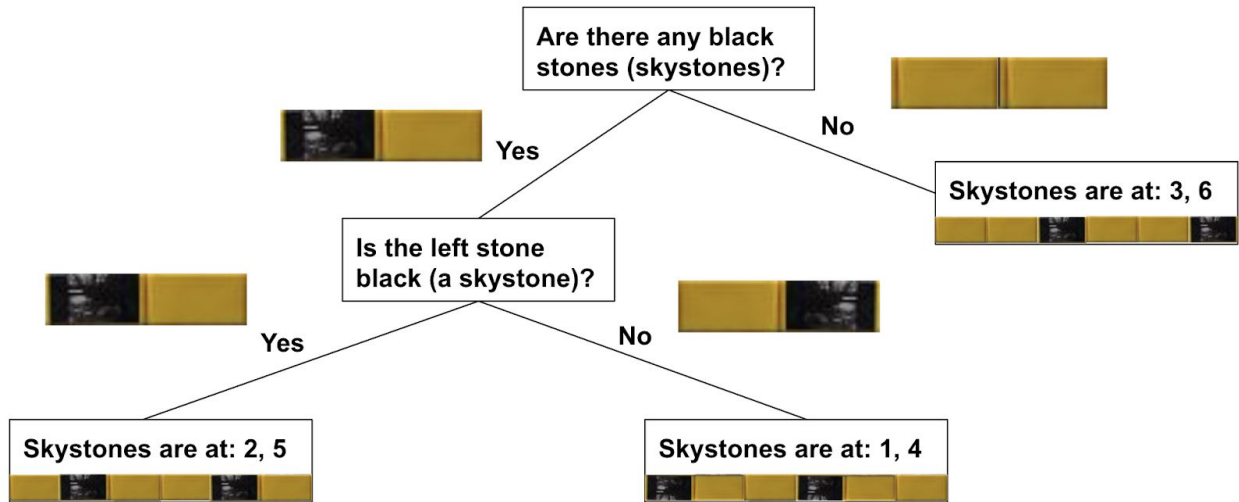 Are there any black
stones (skystones)?
Yes
No
Skystones are at: 3, 6
Is the left stone
black (a skystone)?
Yes
No
Skystones are at: 2, 5
Skystones are at: 1, 4